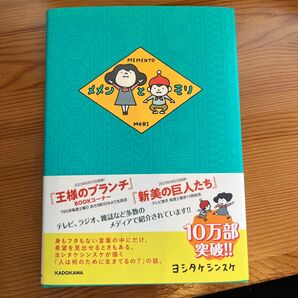 MEMENTO
メメンとモリ
MORI
「王様のブランチ」
BOOKコーナー
「新美の巨人たち」
テレビ、ラジオ、雑誌など多数の
メディアで紹介されています!!
身もフタもない言葉の中にだけ、
希望を見出せるときもある。
ヨシタケシンスケが描く
「人は何のために生きてるの?」の話。
10万部
突破!!
KADOKAWA
ヨシタケシンスケ